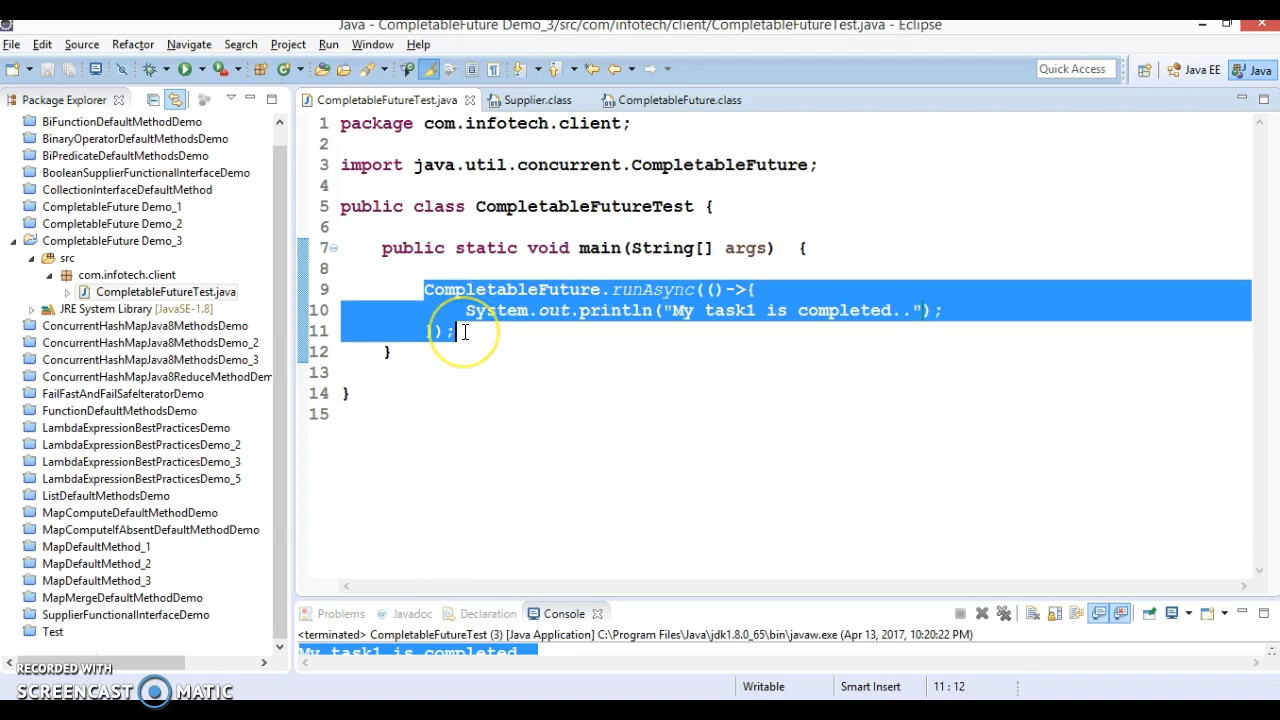 Java - CompletableFuture Demo_3/src/com/infotech/client/CompletableFutureTest.java - Eclipse
File Edit Source Refactor Navigate Search Project Run Window Help
Quick Access Java EE Java
Package Explorer CompletableFutureTest.java Supplier.class CompletableFuture.class
BiFunctionDefaultMethodDemo
BinaryOperatorDefaultMethodsDemo
BiPredicateDefaultMethodsDemo
BooleanSupplierFunctionalInterfaceDemo
CollectionInterfaceDefaultMethod
CompletableFuture Demo_1
CompletableFuture Demo_2
CompletableFuture Demo_3
src
com.infotech.client
CompletableFutureTest.java
JRE System Library [JavaSE-1.8]
ConcurrentHashMapJava8MethodsDemo
ConcurrentHashMapJava8MethodsDemo_2
ConcurrentHashMapJava8MethodsDemo_3
ConcurrentHashMapJava8ReduceMethodDem
FailFastAndFailSafeIteratorDemo
FunctionDefaultMethodsDemo
LambdaExpressionBestPracticesDemo
LambdaExpressionBestPracticesDemo_2
LambdaExpressionBestPracticesDemo_3
LambdaExpressionBestPracticesDemo_5
ListDefaultMethodsDemo
MapComputeDefaultMethodDemo
MapComputeIfAbsentDefaultMethodDemo
MapDefaultMethod_1
MapDefaultMethod_2
MapDefaultMethod_3
MapMergeDefaultMethodDemo
SupplierFunctionalInterfaceDemo
Test
1 package com.infotech.client;
2
3 import java.util.concurrent.CompletableFuture;
4
5 public class CompletableFutureTest {
6
7 public static void main(String[] args) {
8
9 CompletableFuture.runAsync(()->{
10 System.out.println("My task1 is completed..");
11 });
12 }
13
14 }
15
Problems Javadoc Declaration Console
<terminated> CompletableFutureTest (3) [Java Application] C:\Program Files\Java\jdk1.8.0_65\bin\javaw.exe (Apr 13, 2017, 10:20:22 PM)
My task1 is completed..
Writable Smart Insert 11 : 12
RECORDED WITH
SCREENCAST MATIC